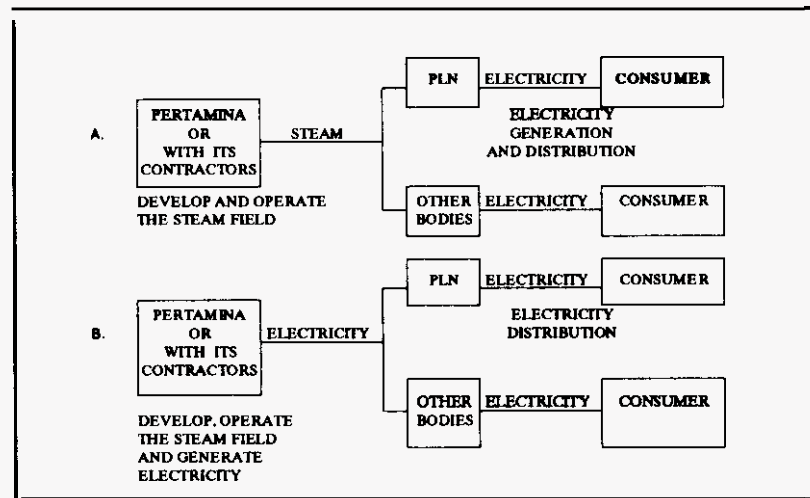 A.
PERTAMINA
OR
WITH ITS
CONTRACTORS
DEVELOP AND OPERATE
THE STEAM FIELD
STEAM
PLN
ELECTRICITY
CONSUMER
ELECTRICITY
GENERATION
AND DISTRIBUTION
OTHER
BODIES
ELECTRICITY
CONSUMER
B.
PERTAMINA
OR
WITH ITS
CONTRACTORS
DEVELOP, OPERATE
THE STEAM FIELD
AND GENERATE
ELECTRICITY
ELECTRICITY
PLN
ELECTRICITY
CONSUMER
ELECTRICITY
DISTRIBUTION
OTHER
BODIES
ELECTRICITY
CONSUMER